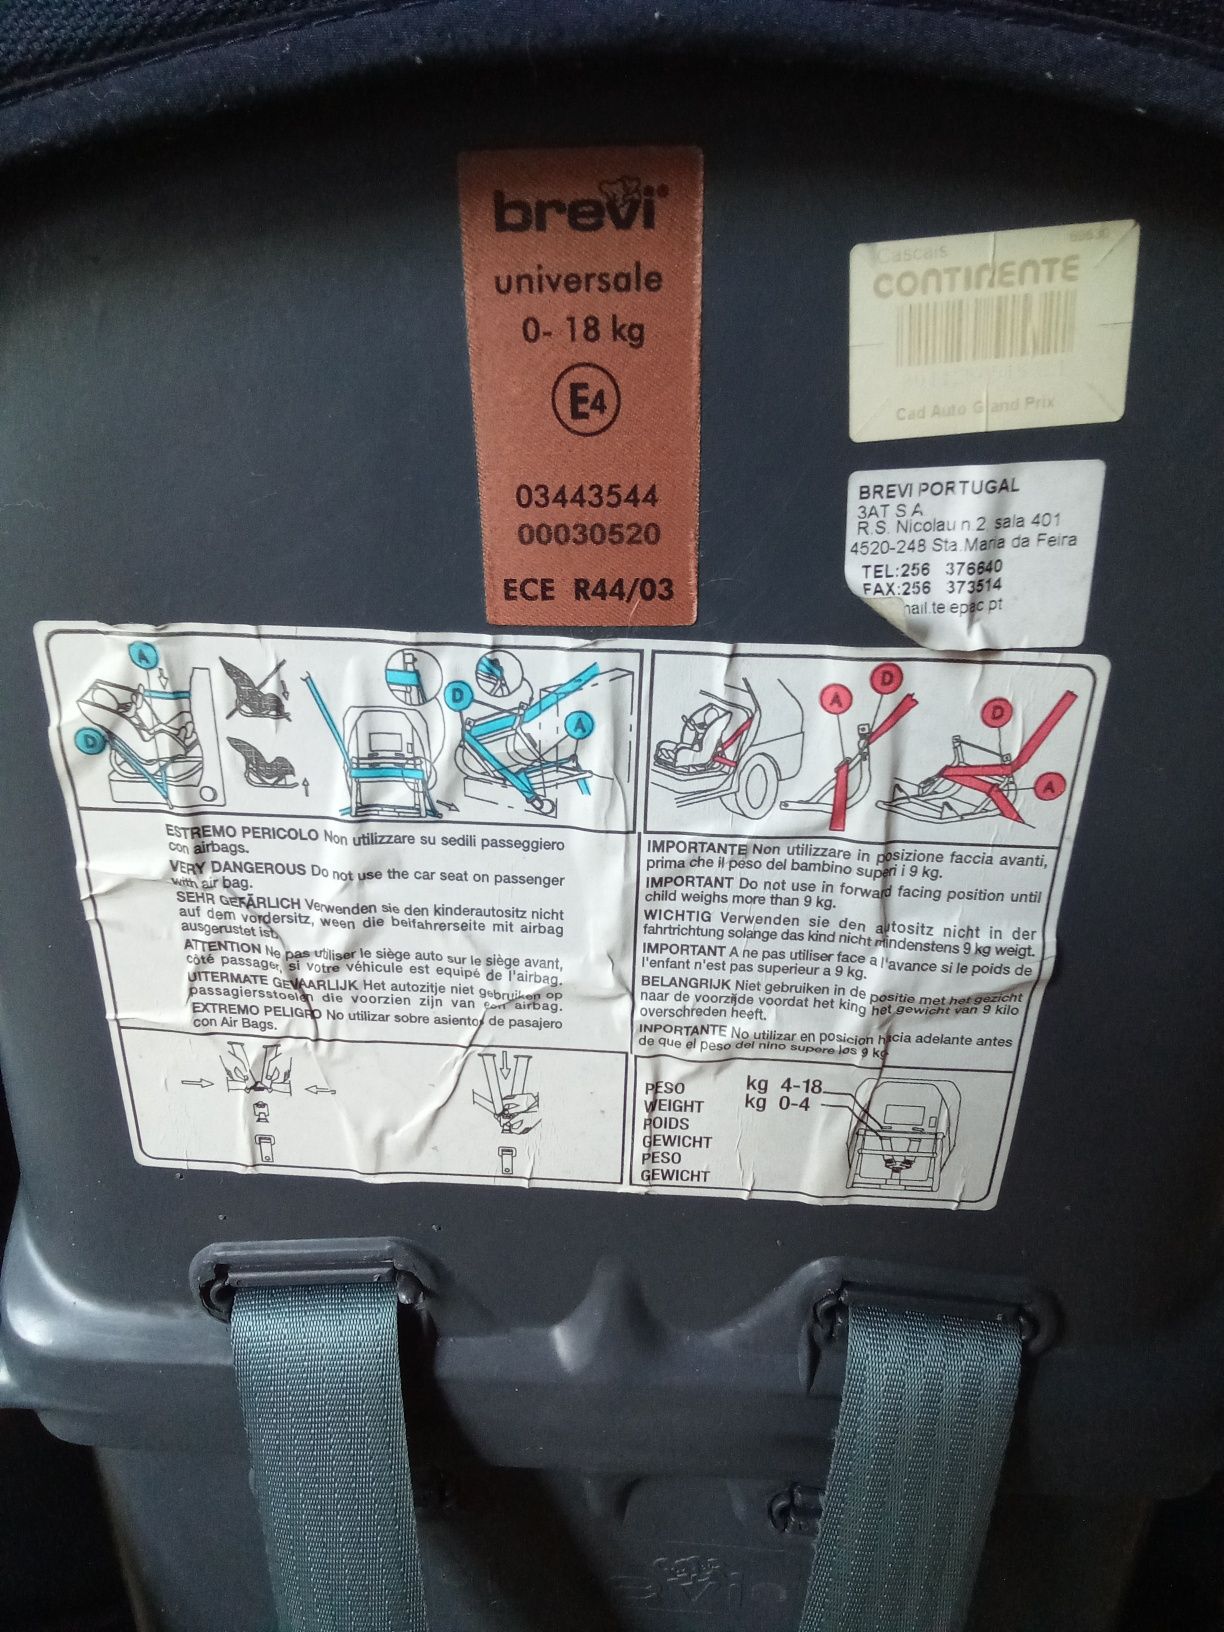 brevi
universale
0- 18 kg
E4
03443544
00030520
ECE R44/03
Cascais
CONTINENTE
Cad Auto Grand Prix
BREVI PORTUGAL
3AT S A
R.S. Nicolau n.2, sala 401
4520-248 Sta.Maria da Feira
TEL:256 376640
FAX:256 373514
mail.telepac.pt
A
D
D
A
ESTREMO PERICOLO Non utilizzare su sedili passeggiero
con airbags.
VERY DANGEROUS Do not use the car seat on passenger
with air bag.
SEHR GEFÄRLICH Verwenden sie den kinderautositz nicht
auf dem vordersitz, ween die beifahrerseite mit airbag
ausgerustet ist.
ATTENTION Ne pas utiliser le siège auto sur le siège avant,
côté passager, si votre véhicule est equipé de l'airbag.
UITERMATE GEVAARLIJK Het autozitje niet gebruiken op
passagiersstoelen die voorzien zijn van een airbag.
EXTREMO PELIGRO No utilizar sobre asientos de pasajero
con Air Bags.
A
D
D
A
IMPORTANTE Non utilizzare in posizione faccia avanti,
prima che il peso del bambino superi i 9 kg.
IMPORTANT Do not use in forward facing position until
child weighs more than 9 kg.
WICHTIG Verwenden sie den autositz nicht in der
fahrtrichtung solange das kind nicht mindenstens 9 kg weigt.
IMPORTANT A ne pas utiliser face a l'avance si le poids de
l'enfant n'est pas superieur a 9 kg.
BELANGRIJK Niet gebruiken in de positie met het gezicht
naar de voorzijde voordat het king het gewicht van 9 kilo
overschreden heeft.
INPORTANTE No utilizar en posicion hacia adelante antes
de que el peso del nino supere los 9 kg
PESO kg 4-18
WEIGHT kg 0-4
POIDS
GEWICHT
PESO
GEWICHT